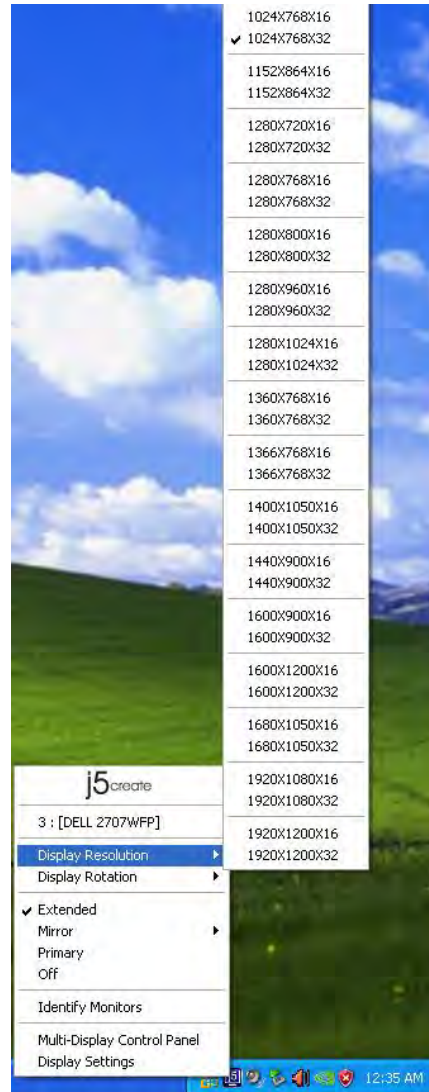 1024X768X16
1024X768X32
1152X864X16
1152X864X32
1280X720X16
1280X720X32
1280X768X16
1280X768X32
1280X800X16
1280X800X32
1280X960X16
1280X960X32
1280X1024X16
1280X1024X32
1360X768X16
1360X768X32
1366X768X16
1366X768X32
1400X1050X16
1400X1050X32
1440X900X16
1440X900X32
1600X900X16
1600X900X32
1600X1200X16
1600X1200X32
1680X1050X16
1680X1050X32
1920X1080X16
1920X1080X32
1920X1200X16
1920X1200X32
j5create
3 : [DELL 2707WFP]
Display Resolution
Display Rotation
Extended
Mirror
Primary
Off
Identify Monitors
Multi-Display Control Panel
Display Settings
12:35 AM